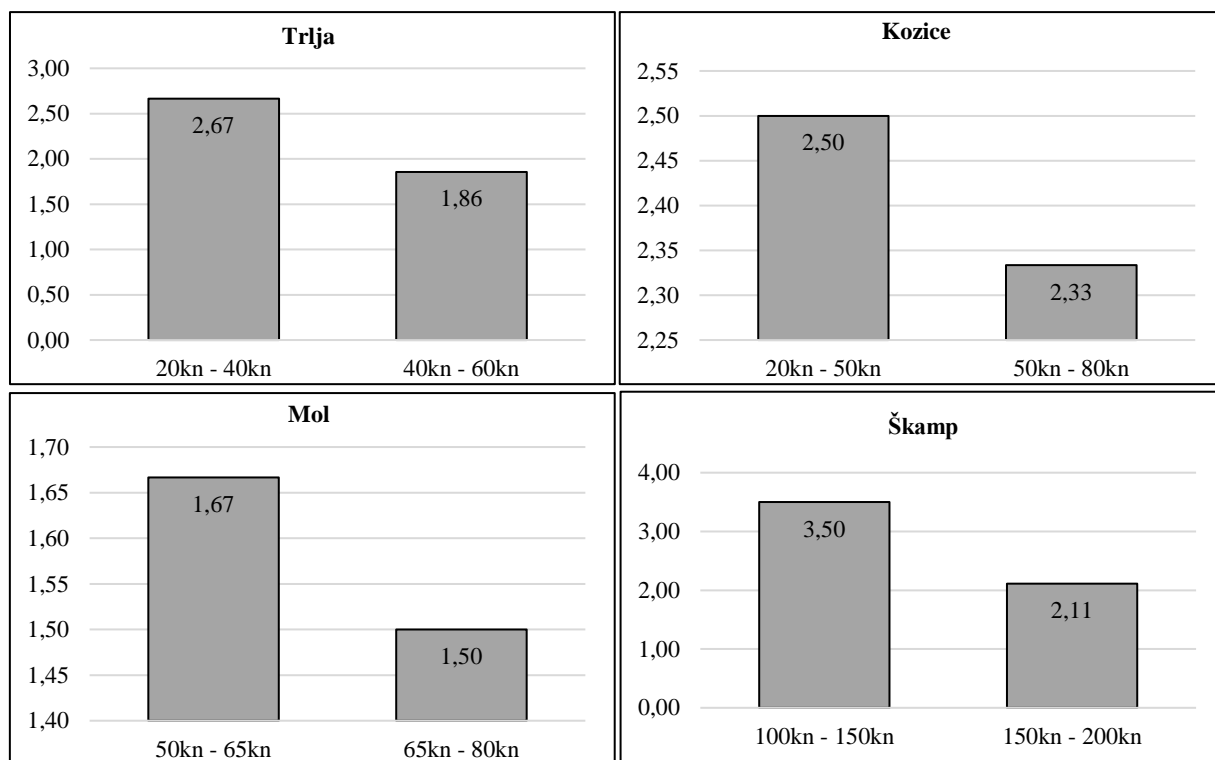 Trlja
3,00
2,50
2,00
1,50
1,00
0,50
0,00
2,67
1,86
20kn - 40kn
40kn - 60kn
Kozice
2,55
2,50
2,45
2,40
2,35
2,30
2,25
2,50
2,33
20kn - 50kn
50kn - 80kn
Mol
1,70
1,65
1,60
1,55
1,50
1,45
1,40
1,67
1,50
50kn - 65kn
65kn - 80kn
Škamp
4,00
3,00
2,00
1,00
0,00
3,50
2,11
100kn - 150kn
150kn - 200kn